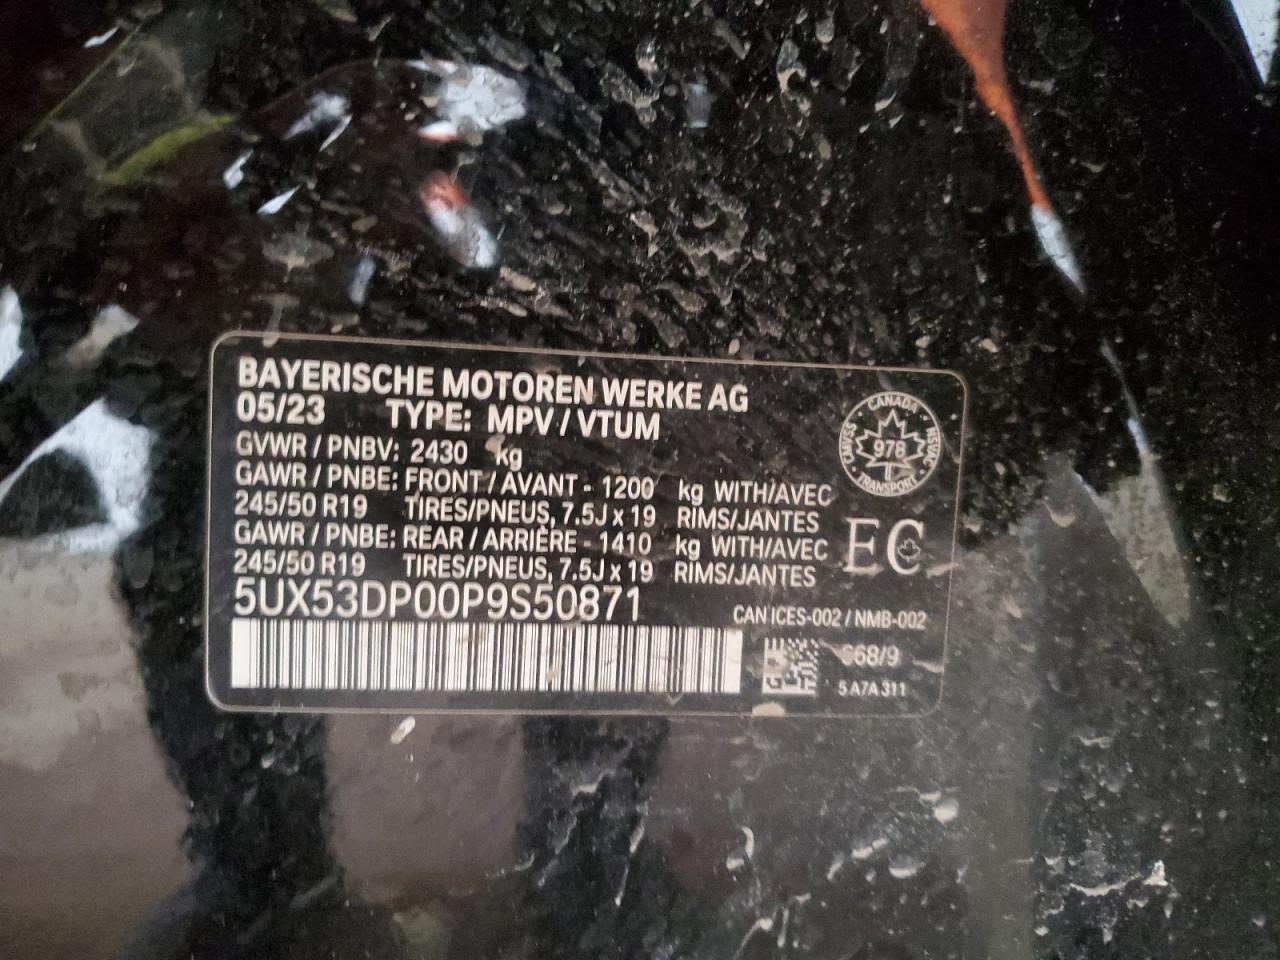 BAYERISCHE MOTOREN WERKE AG
05/23 TYPE: MPV / VTUM
GVWR / PNBV: 2430 kg
GAWR / PNBE: FRONT / AVANT - 1200 kg WITH/AVEC
245/50 R19 TIRES/PNEUS, 7.5J x 19 RIMS/JANTES
GAWR / PNBE: REAR / ARRIÈRE - 1410 kg WITH/AVEC
245/50 R19 TIRES/PNEUS, 7.5J x 19 RIMS/JANTES
5UX53DP00P9S50871
CANADA
978
TRANSPORT
EC
CAN ICES-002 / NMB-002
68/9
5 A7A 311